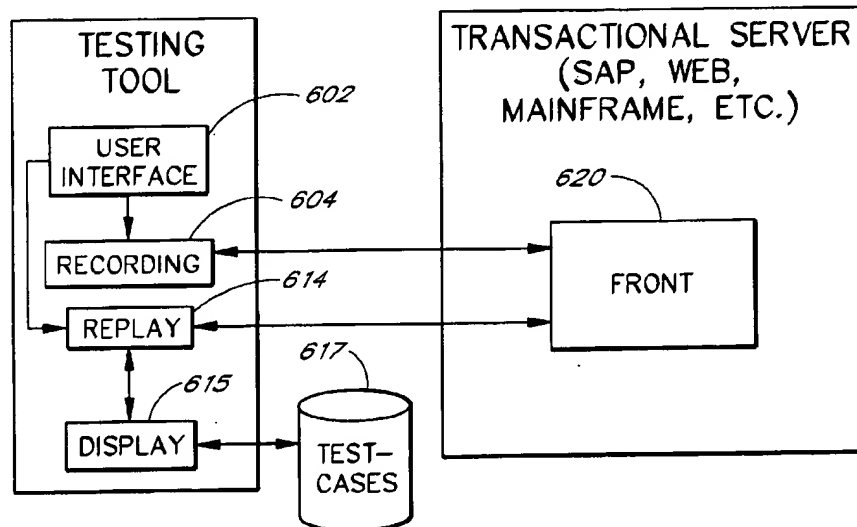 TESTING
TOOL
602
USER
INTERFACE
604
RECORDING
614
REPLAY
615
DISPLAY
617
TEST-
CASES
TRANSACTIONAL SERVER
(SAP, WEB,
MAINFRAME, ETC.)
620
FRONT